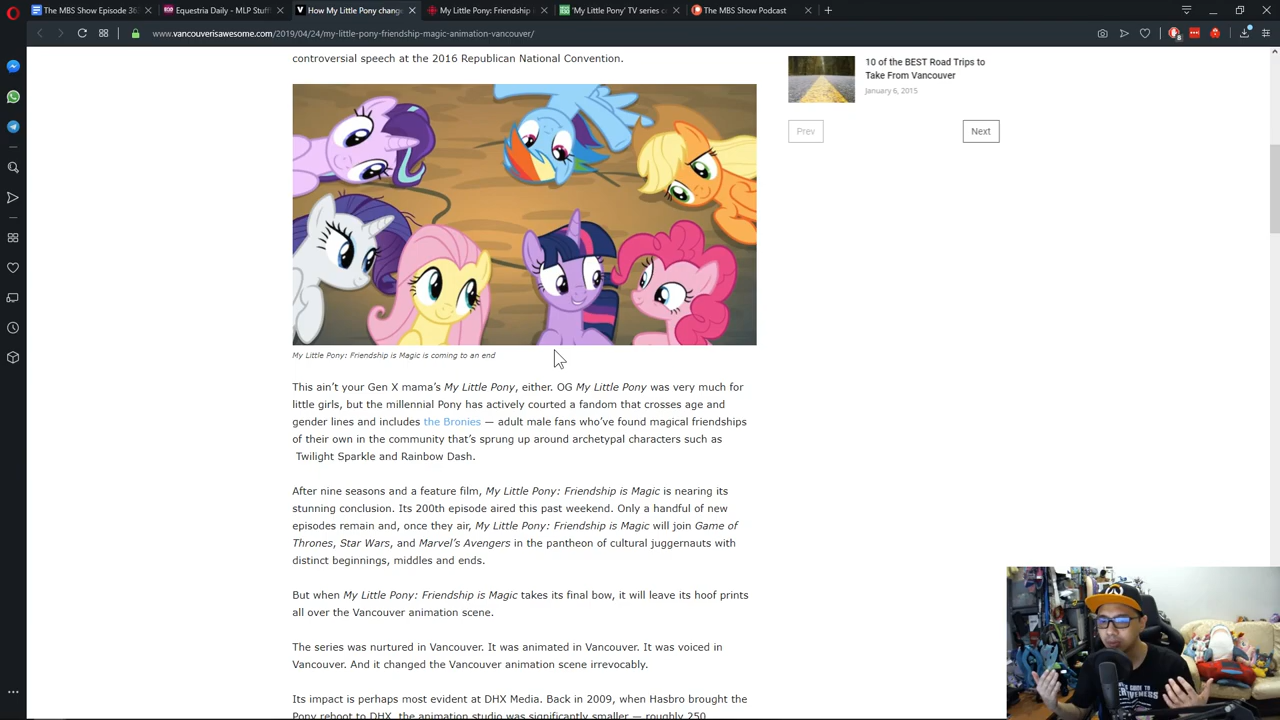 The MBS Show Episode 36
Equestria Daily - MLP Stuff
How My Little Pony chang
My Little Pony: Friendship
'My Little Pony' TV series c
The MBS Show Podcast
www.vancouverisawesome.com/2019/04/24/my-little-pony-friendship-magic-animation-vancouver/
controversial speech at the 2016 Republican National Convention.
10 of the BEST Road Trips to
Take From Vancouver
January 6, 2015
Prev
Next
My Little Pony: Friendship is Magic is coming to an end
This ain't your Gen X mama's My Little Pony, either. OG My Little Pony was very much for
little girls, but the millennial Pony has actively courted a fandom that crosses age and
gender lines and includes the Bronies — adult male fans who've found magical friendships
of their own in the community that's sprung up around archetypal characters such as
Twilight Sparkle and Rainbow Dash.
After nine seasons and a feature film, My Little Pony: Friendship is Magic is nearing its
stunning conclusion. Its 200th episode aired this past weekend. Only a handful of new
episodes remain and, once they air, My Little Pony: Friendship is Magic will join Game of
Thrones, Star Wars, and Marvel's Avengers in the pantheon of cultural juggernauts with
distinct beginnings, middles and ends.
But when My Little Pony: Friendship is Magic takes its final bow, it will leave its hoof prints
all over the Vancouver animation scene.
The series was nurtured in Vancouver. It was animated in Vancouver. It was voiced in
Vancouver. And it changed the Vancouver animation scene irrevocably.
Its impact is perhaps most evident at DHX Media. Back in 2009, when Hasbro brought the
Pony reboot to DHX, the animation studio was significantly smaller — roughly 250